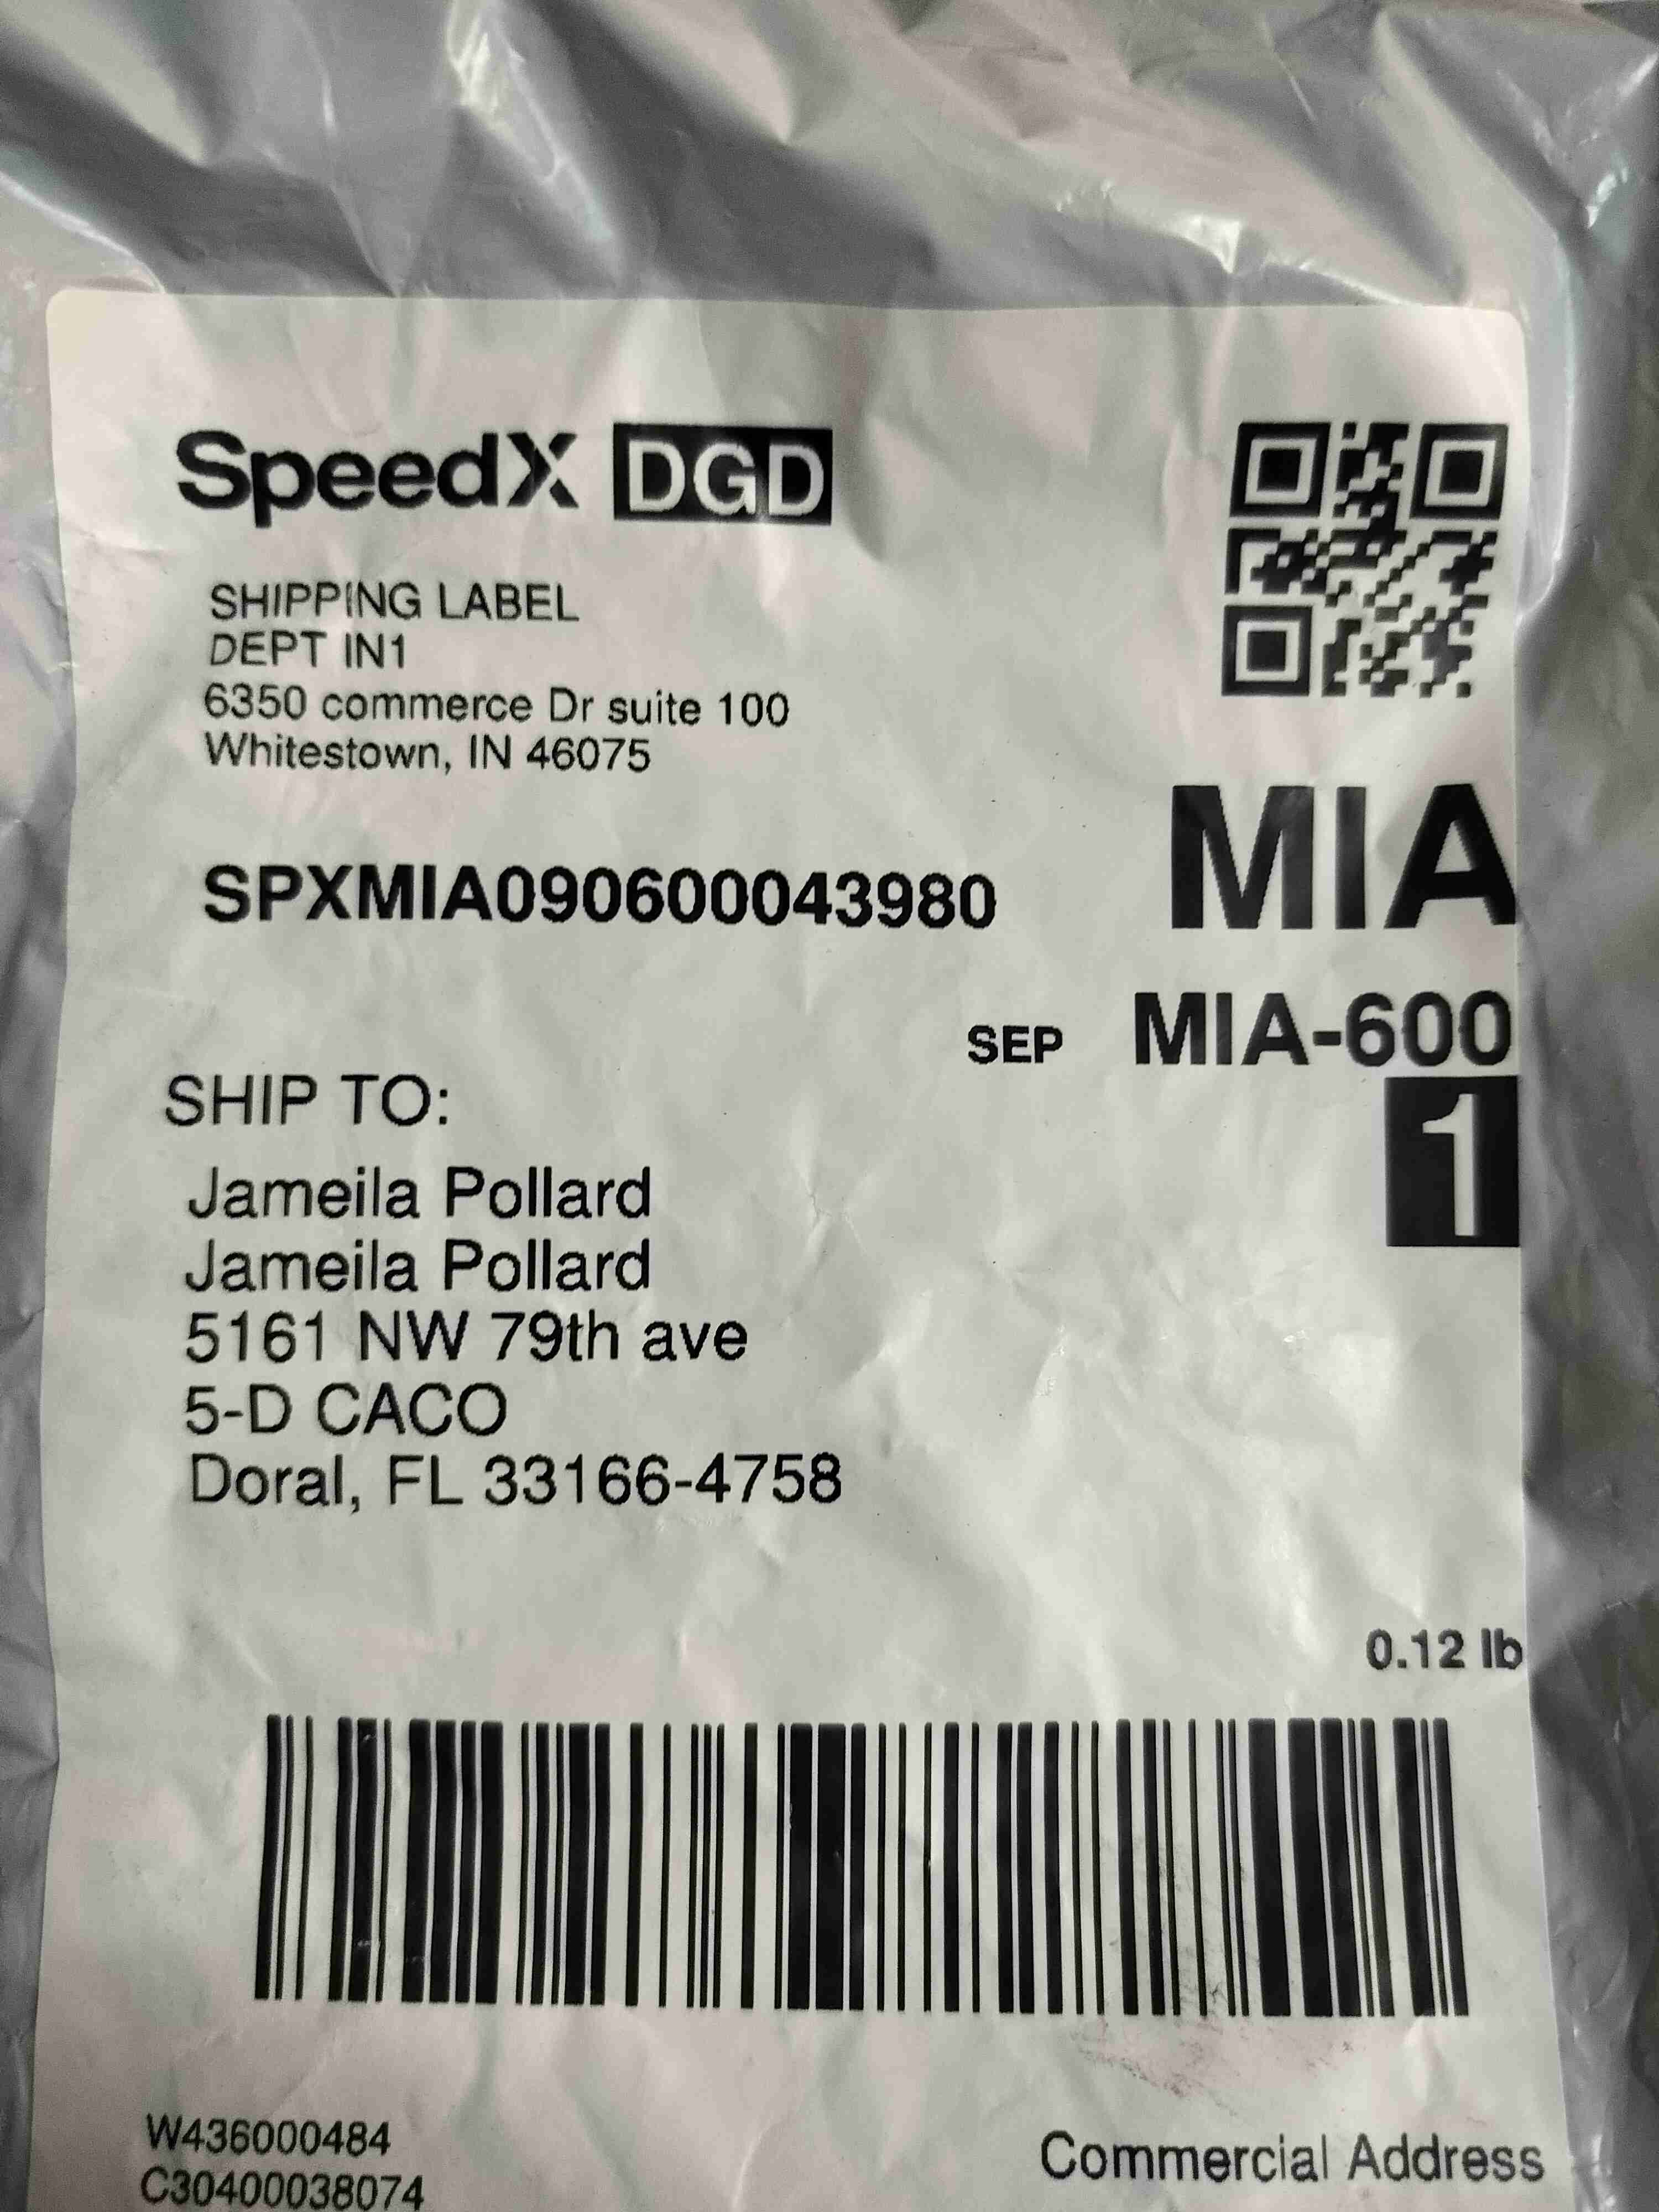 SpeedX DGD
SHIPPING LABEL
DEPT IN1
6350 commerce Dr suite 100
Whitestown, IN 46075
MIA
SPXMIA090600043980
SEP MIA-600
1
SHIP TO:
Jameila Pollard
Jameila Pollard
5161 NW 79th ave
5-D CACO
Doral, FL 33166-4758
0.12 lb
W436000484
C30400038074
Commercial Address